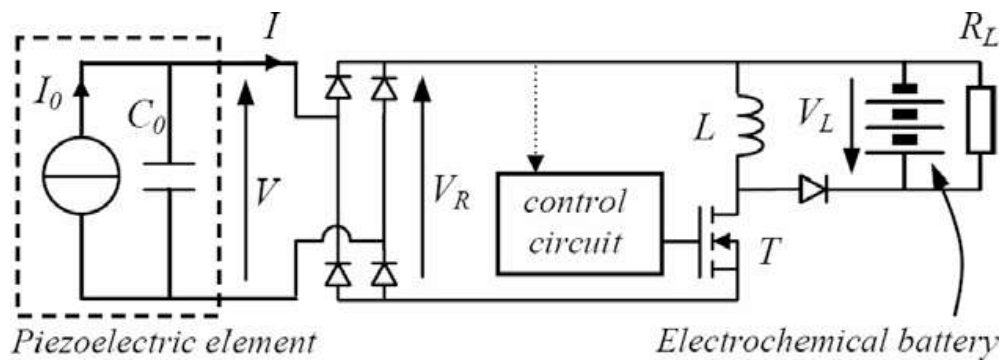 I
R_L
I_0
C_0
V
V_R
L
V_L
control
circuit
T
Piezoelectric element
Electrochemical battery